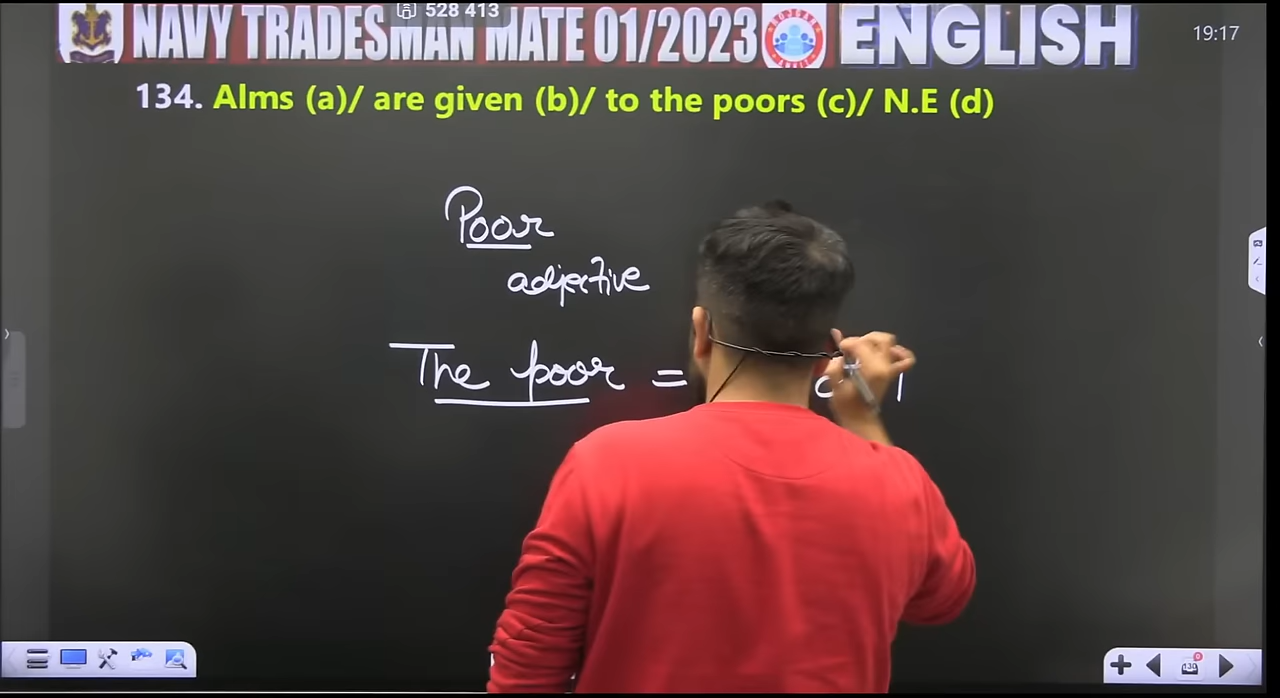 528 413
NAVY TRADESMAN MATE 01/2023 ENGLISH
19:17
134. Alms (a)/ are given (b)/ to the poors (c)/ N.E (d)
Poor
adjective
The poor =
130